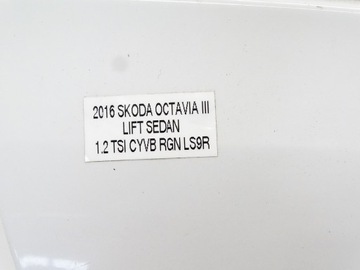 2016 SKODA OCTAVIA III
LIFT SEDAN
1.2 TSI CYVB RGN LS9R